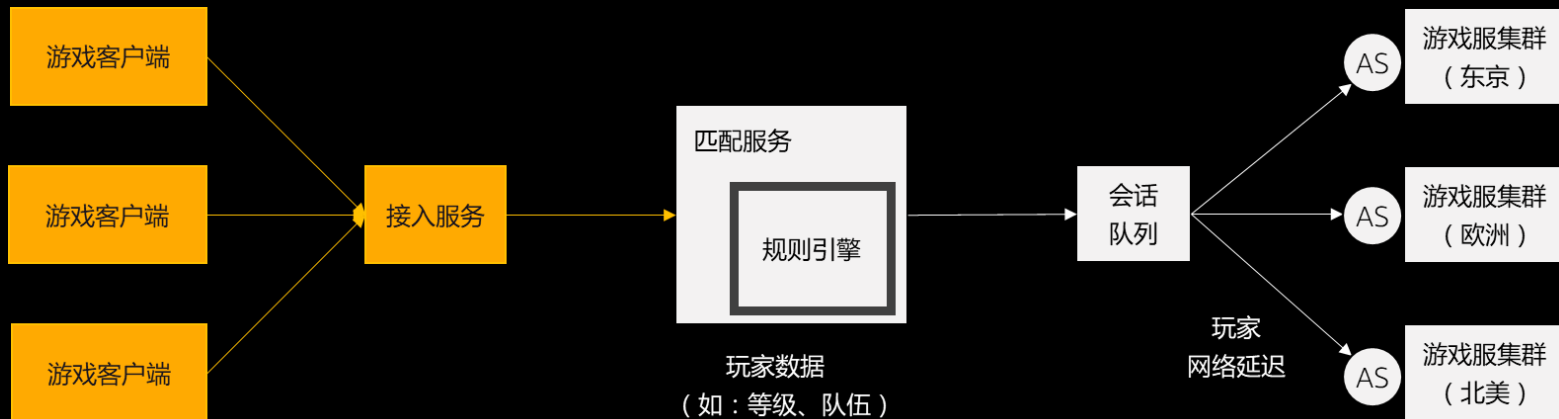 游戏客户端
游戏客户端
游戏客户端
接入服务
匹配服务
规则引擎
玩家数据
（如：等级、队伍）
会话
队列
玩家
网络延迟
AS
游戏服集群
（东京）
AS
游戏服集群
（欧洲）
AS
游戏服集群
（北美）